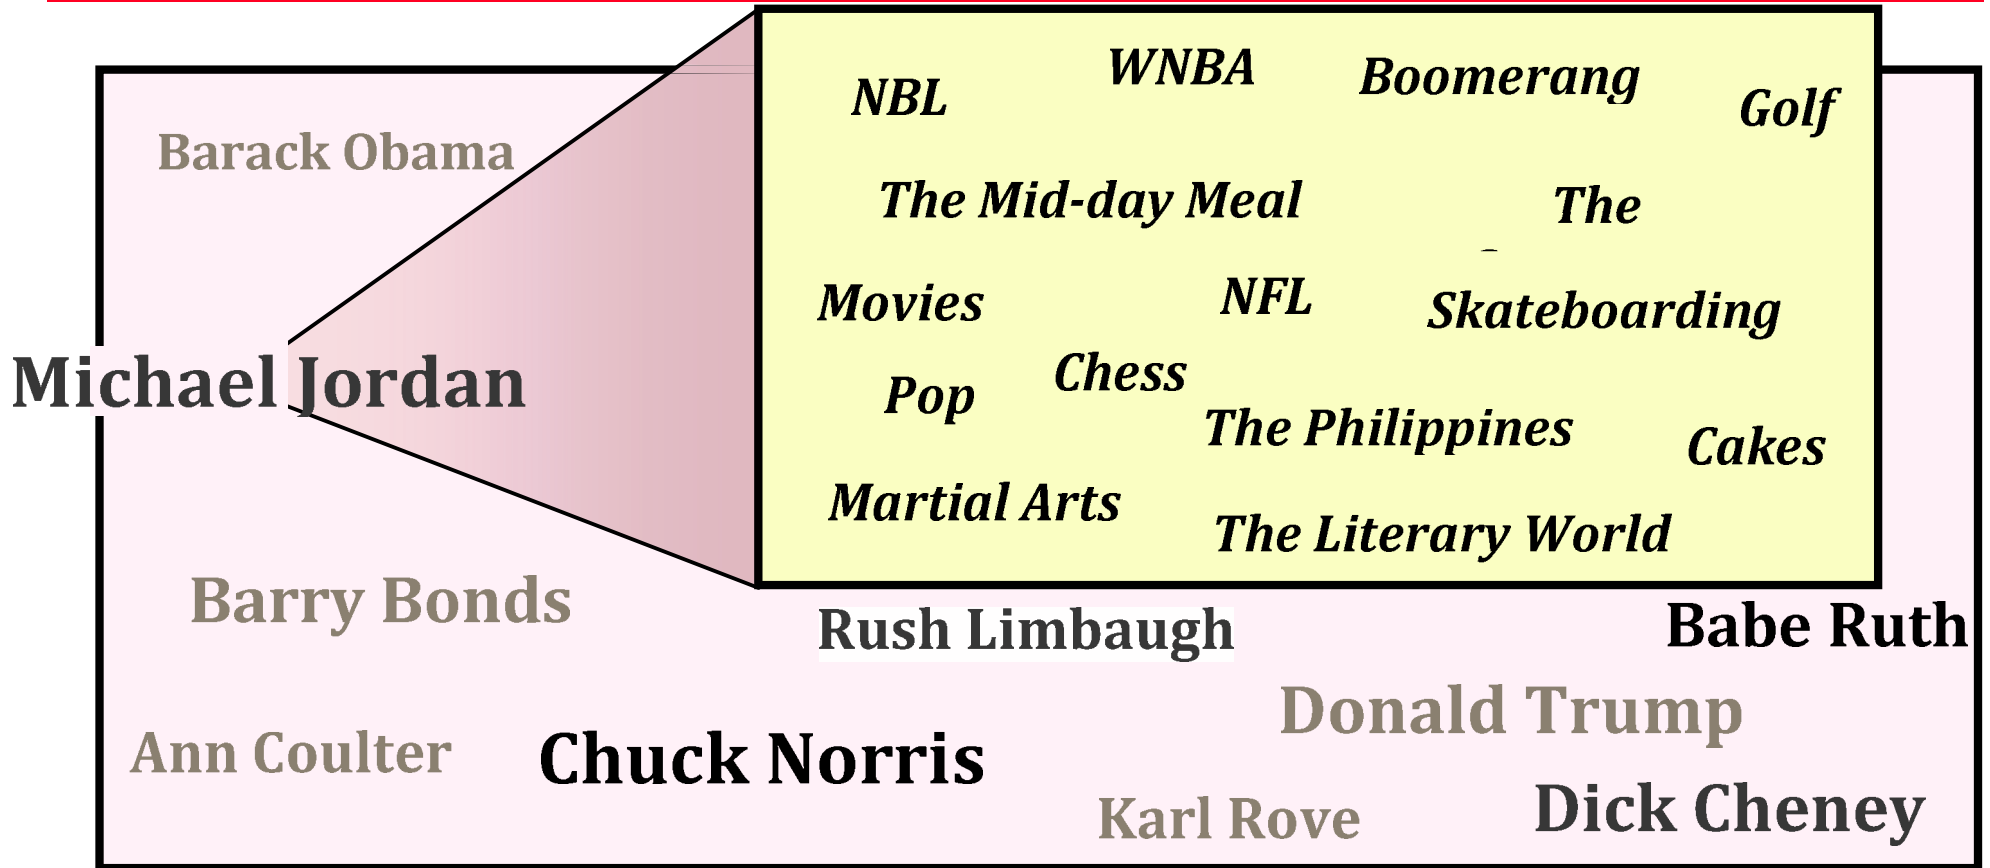 WNBA
Boomerang
NBL
Golf
Barack Obama
The Mid-day Meal
The
Movies
NFL
Skateboarding
Michael Jordan
Chess
Pop
The Philippines
Cakes
Martial Arts
The Literary World
Barry Bonds
Rush Limbaugh
Babe Ruth
Donald Trump
Ann Coulter
Chuck Norris
Karl Rove
Dick Cheney